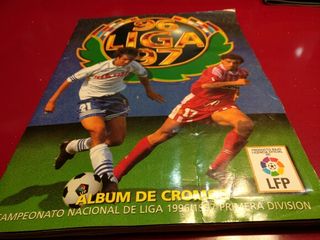 96
LIGA
97
21
17
LFP
ALBUM DE CROMOS
CAMPEONATO NACIONAL DE LIGA 1996/1997 PRIMERA DIVISION